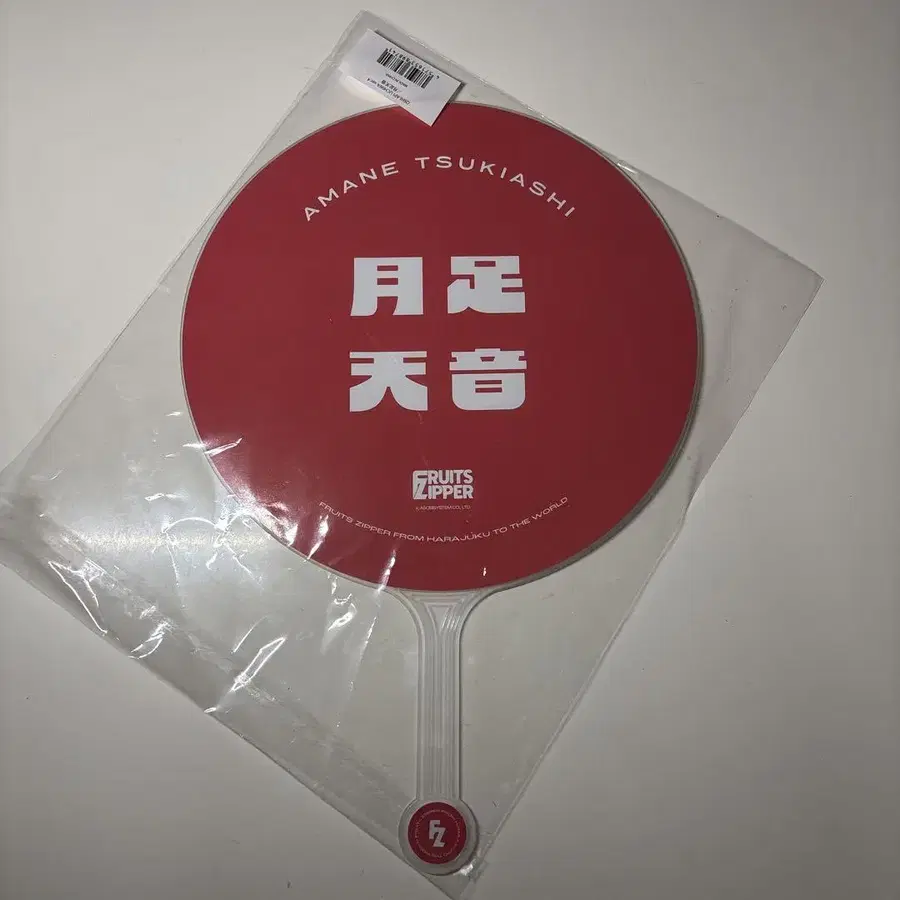 AMANE TSUKIASHI
月足
天音
FRUITS
ZIPPER
FRUITS ZIPPER FROM HARAJUKU TO THE WORLD
FZ